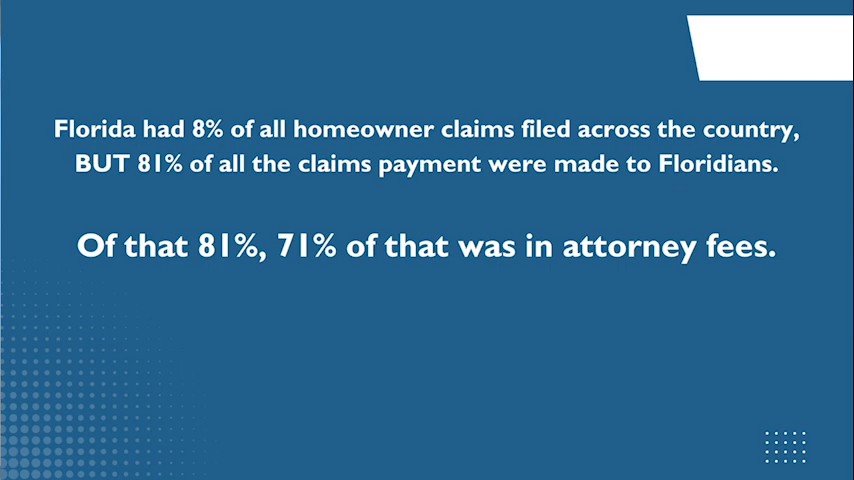 Florida had 8% of all homeowner claims filed across the country,
BUT 81% of all the claims payment were made to Floridians.
Of that 81%, 71% of that was in attorney fees.